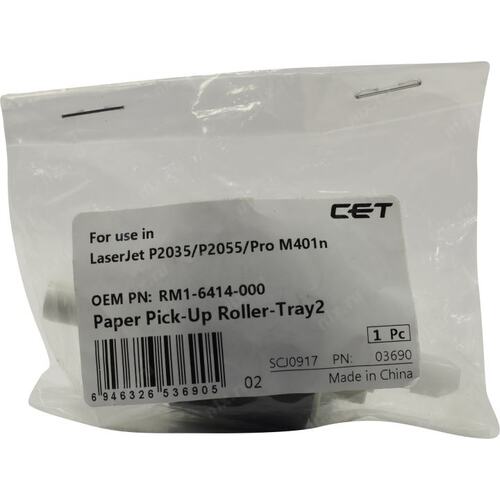 CET
For use in
LaserJet P2035/P2055/Pro M401n
OEM PN: RM1-6414-000
Paper Pick-Up Roller-Tray2
1 Pc
SCJ0917 PN: 03690
6 946326 536905 02
Made in China